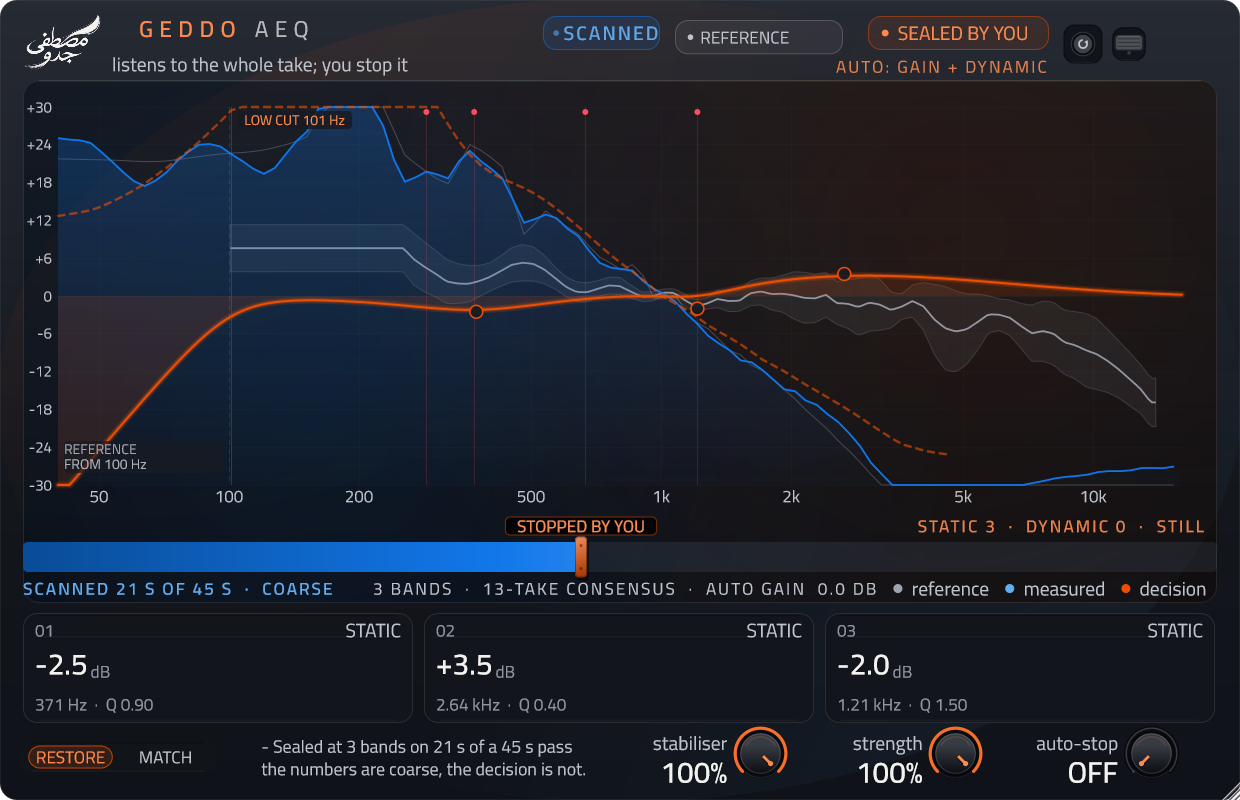 مصطفى جدو
GEDDO AEQ
listens to the whole take; you stop it
SCANNED
REFERENCE
SEALED BY YOU
AUTO: GAIN + DYNAMIC
+30
LOW CUT 101 Hz
+24
+18
+12
+6
0
-6
-12
-18
-24
REFERENCE
FROM 100 Hz
-30
50 100 200 500 1k 2k 5k 10k
STOPPED BY YOU
STATIC 3 · DYNAMIC 0 · STILL
SCANNED 21 S OF 45 S · COARSE 3 BANDS · 13-TAKE CONSENSUS · AUTO GAIN 0.0 DB reference measured decision
01 STATIC
-2.5 dB
371 Hz · Q 0.90
02 STATIC
+3.5 dB
2.64 kHz · Q 0.40
03 STATIC
-2.0 dB
1.21 kHz · Q 1.50
RESTORE MATCH
- Sealed at 3 bands on 21 s of a 45 s pass
the numbers are coarse, the decision is not.
stabiliser
100%
strength
100%
auto-stop
OFF